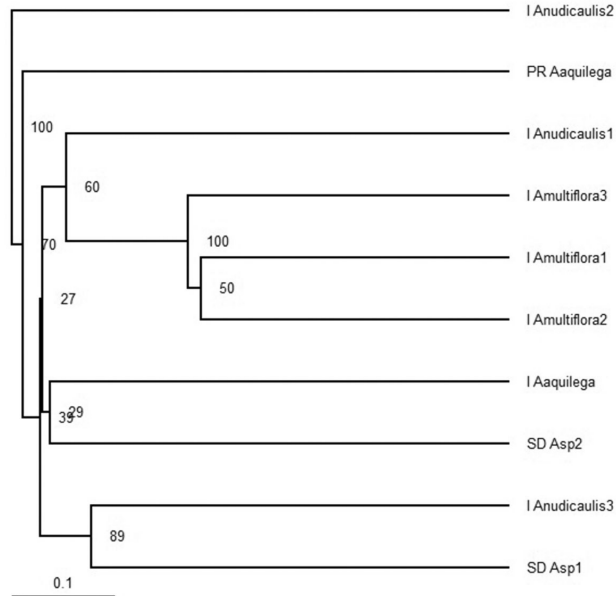 I Anudicaulis2
PR Aaquilega
100
I Anudicaulis1
60
I Amultiflora3
100
70
I Amultiflora1
50
27
I Amultiflora2
I Aaquilega
39
29
SD Asp2
I Anudicaulis3
89
SD Asp1
0.1